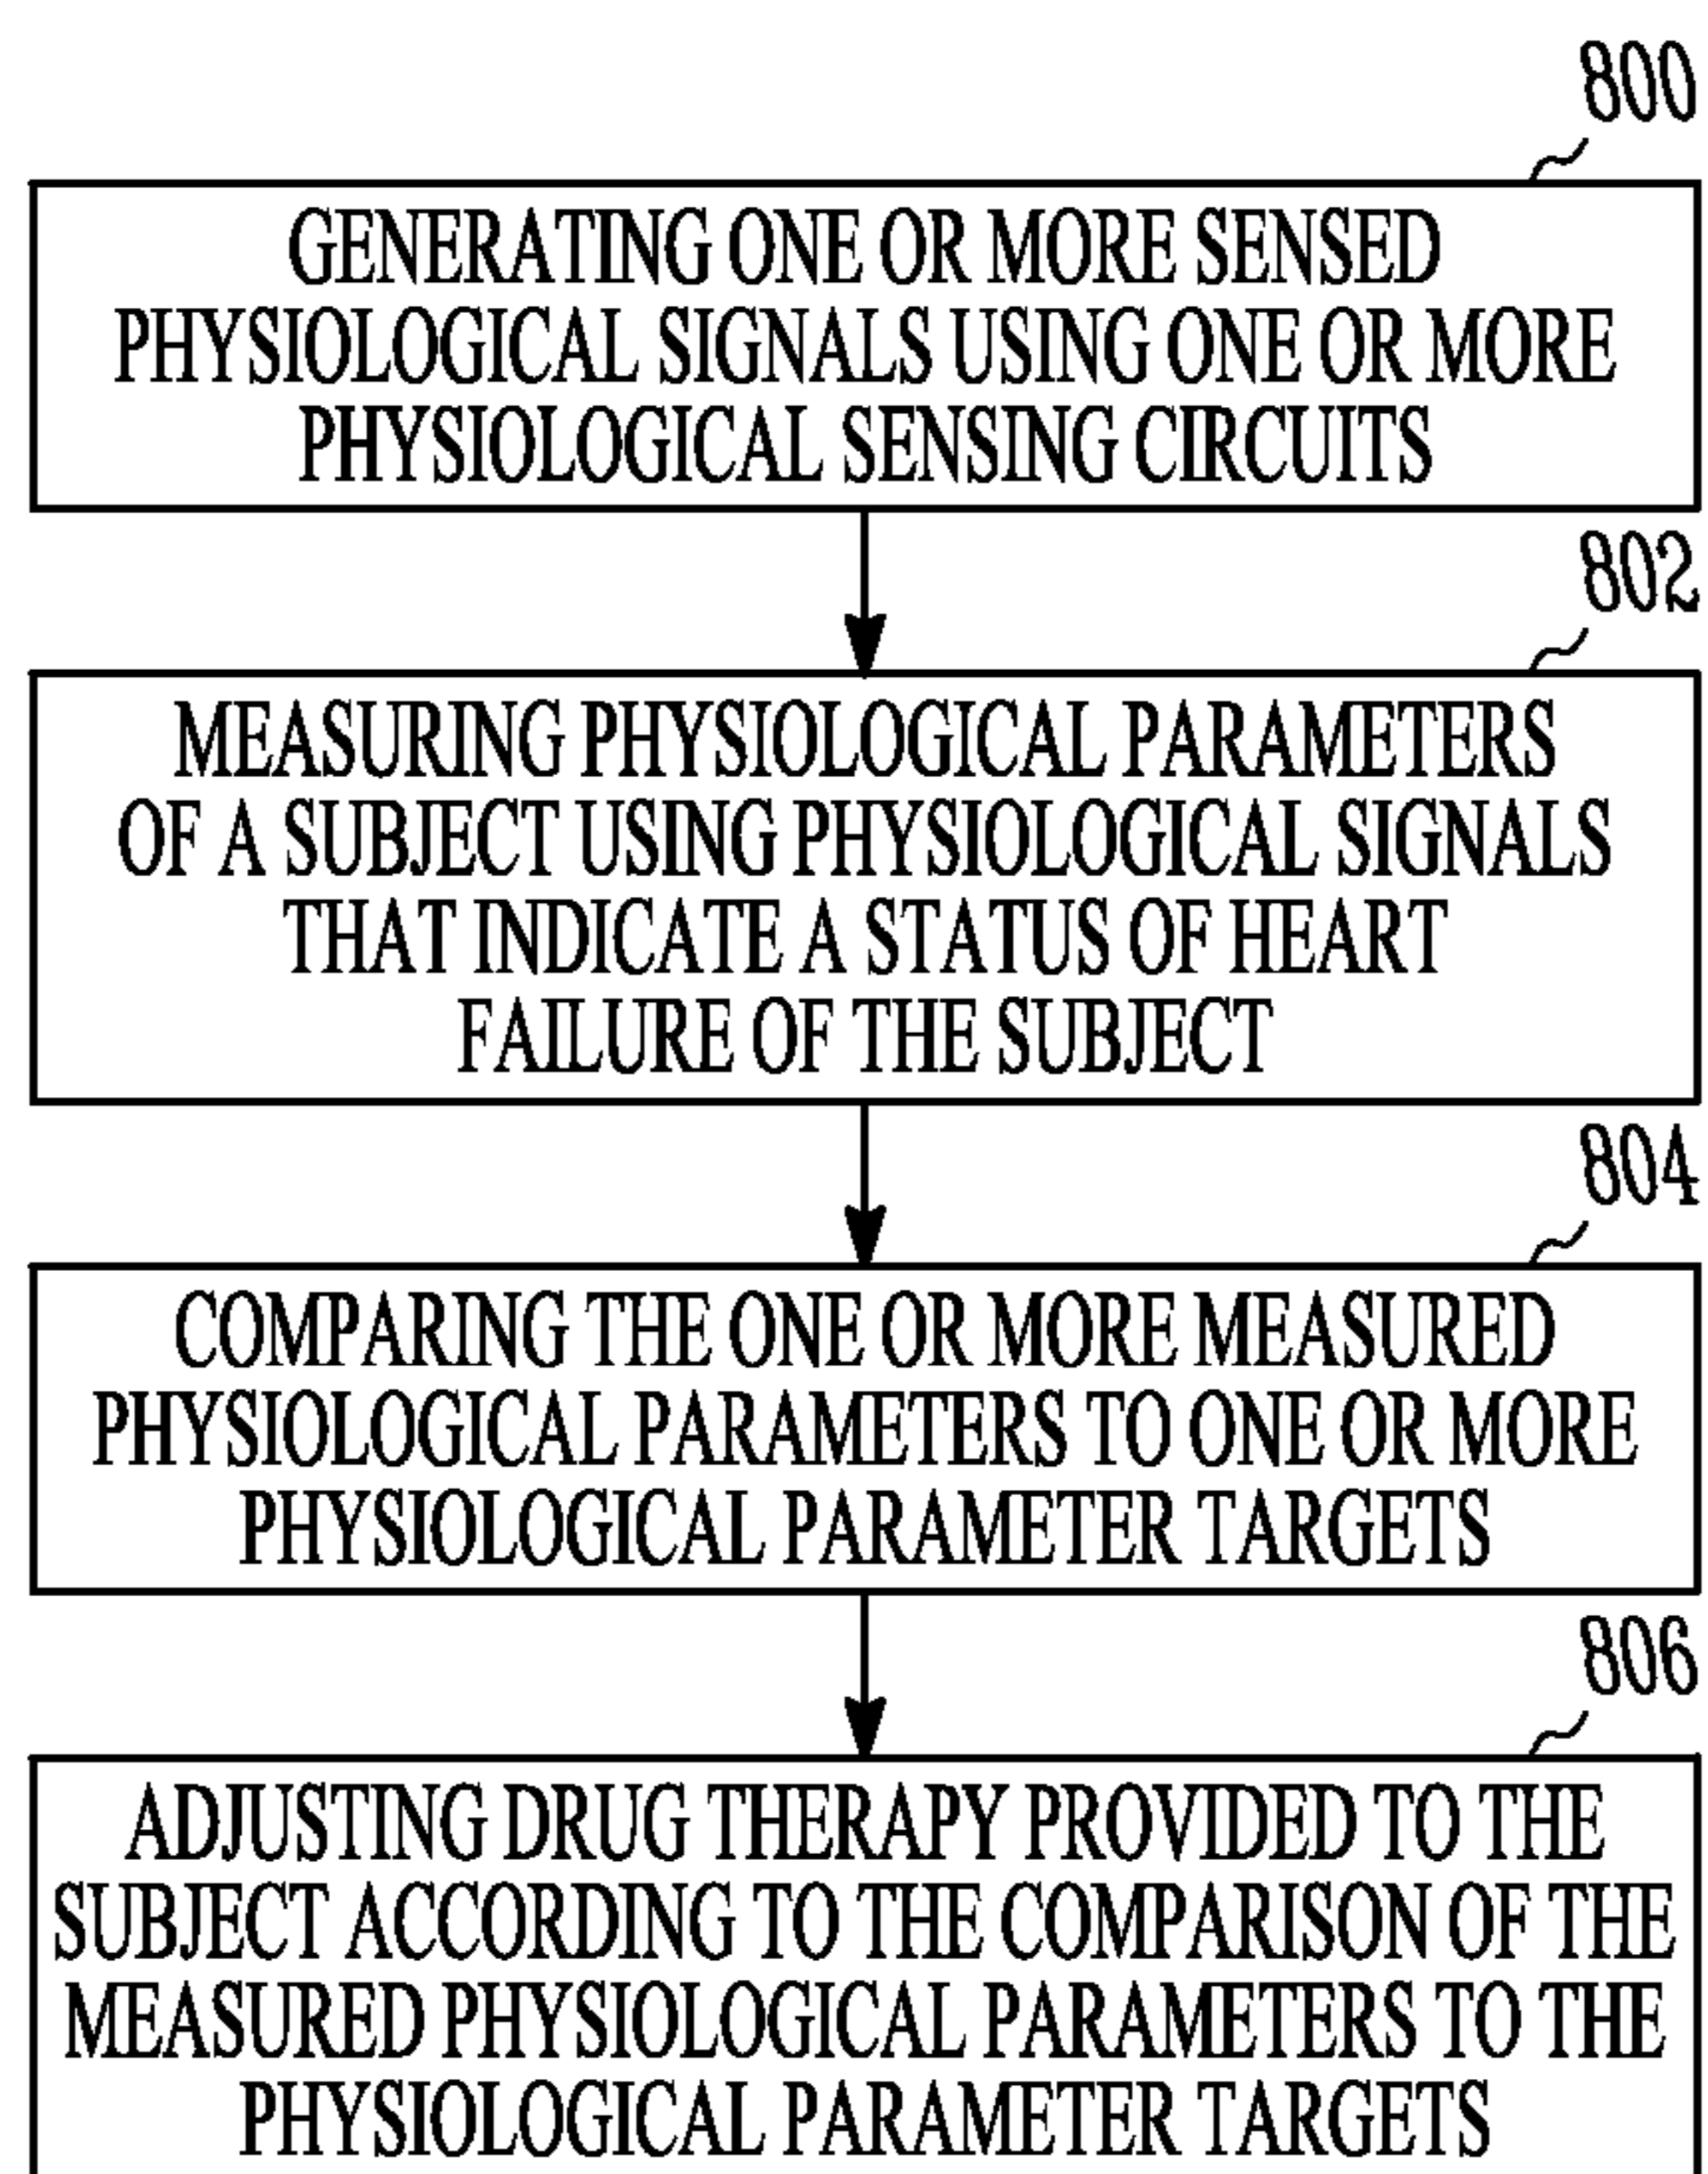 800
GENERATING ONE OR MORE SENSED
PHYSIOLOGICAL SIGNALS USING ONE OR MORE
PHYSIOLOGICAL SENSING CIRCUITS
802
MEASURING PHYSIOLOGICAL PARAMETERS
OF A SUBJECT USING PHYSIOLOGICAL SIGNALS
THAT INDICATE A STATUS OF HEART
FAILURE OF THE SUBJECT
804
COMPARING THE ONE OR MORE MEASURED
PHYSIOLOGICAL PARAMETERS TO ONE OR MORE
PHYSIOLOGICAL PARAMETER TARGETS
806
ADJUSTING DRUG THERAPY PROVIDED TO THE
SUBJECT ACCORDING TO THE COMPARISON OF THE
MEASURED PHYSIOLOGICAL PARAMETERS TO THE
PHYSIOLOGICAL PARAMETER TARGETS